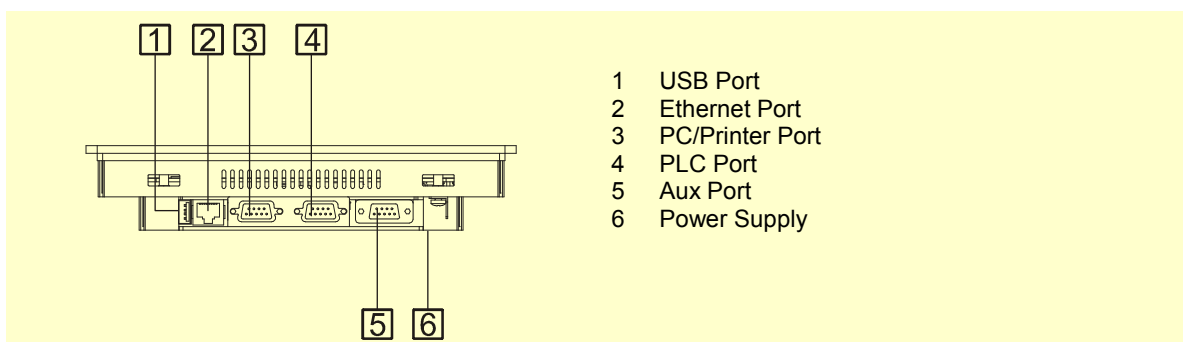 1 2 3 4
1 USB Port
2 Ethernet Port
3 PC/Printer Port
4 PLC Port
5 Aux Port
6 Power Supply
5 6